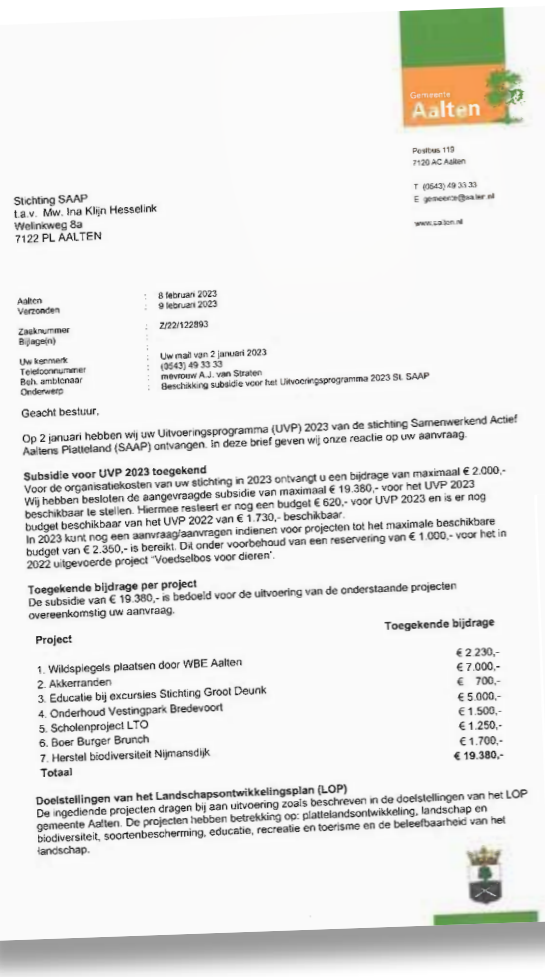 Gemeente
Aalten
Postbus 119
7120 AC Aalten
T (0543) 49 33 33
E gemeente@aalten.nl
www.aalten.nl
Stichting SAAP
t.a.v. Mw. Ina Klijn Hesselink
Welinkweg 8a
7122 PL AALTEN
Aalten : 8 februari 2023
Verzonden : 9 februari 2023
Zaaknummer : Z/22/122893
Bijlage(n) :
Uw kenmerk : Uw mail van 2 januari 2023
Telefoonnummer : (0543) 49 33 33
Beh. ambtenaar : mevrouw A.J. van Straten
Onderwerp : Beschikking subsidie voor het Uitvoeringsprogramma 2023 St. SAAP
Geacht bestuur,
Op 2 januari hebben wij uw Uitvoeringsprogramma (UVP) 2023 van de stichting Samenwerkend Actief
Aaltens Platteland (SAAP) ontvangen. In deze brief geven wij onze reactie op uw aanvraag.
Subsidie voor UVP 2023 toegekend
Voor de organisatiekosten van uw stichting in 2023 ontvangt u een bijdrage van maximaal € 2.000,-
Wij hebben besloten de aangevraagde subsidie van maximaal € 19.380,- voor het UVP 2023
beschikbaar te stellen. Hiermee resteert er nog een budget € 620,- voor UVP 2023 en is er nog
budget beschikbaar van het UVP 2022 van € 1.730,- beschikbaar.
In 2023 kunt nog een aanvraag/aanvragen indienen voor projecten tot het maximale beschikbare
budget van € 2.350,- is bereikt. Dit onder voorbehoud van een reservering van € 1.000,- voor het in
2022 uitgevoerde project "Voedselbos voor dieren'.
Toegekende bijdrage per project
De subsidie van € 19.380,- is bedoeld voor de uitvoering van de onderstaande projecten
overeenkomstig uw aanvraag.
Project Toegekende bijdrage
1. Wildspiegels plaatsen door WBE Aalten € 2.230,-
2. Akkerranden € 7.000,-
3. Educatie bij excursies Stichting Groot Deunk € 700,-
4. Onderhoud Vestingpark Bredevoort € 5.000,-
5. Scholenproject LTO € 1.500,-
6. Boer Burger Brunch € 1.250,-
7. Herstel biodiversiteit Nijmansdijk € 1.700,-
Totaal € 19.380,-
Doelstellingen van het Landschapsontwikkelingsplan (LOP)
De ingediende projecten dragen bij aan uitvoering zoals beschreven in de doelstellingen van het LOP
gemeente Aalten. De projecten hebben betrekking op: plattelandsontwikkeling, landschap en
biodiversiteit, soortenbescherming, educatie, recreatie en toerisme en de beleefbaarheid van het
landschap.